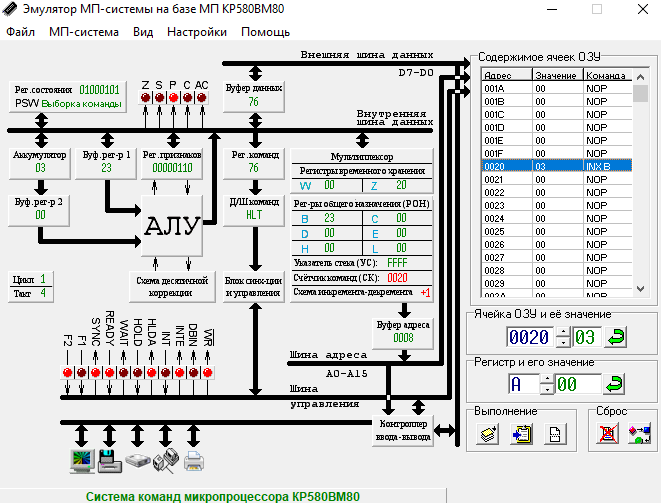 Эмулятор МП-системы на базе МП КР580ВМ80
Файл МП-система Вид Настройки Помощь
Внешняя шина данных
D7-D0
Рег.состояния 01000101
PSW Выборка команды
Z S P C AC
Буфер данных
76
Внутренняя
шина данных
Аккумулятор
03
Буф.рег-р 1
23
Рег.признаков
00000110
Рег.команд
76
Мультиплексор
Регистры временного хранения
W 00 Z 20
Буф.рег-р 2
00
АЛУ
Д/Ш команд
HLT
Рег-ры общего назначения (РОН)
B 23 C 00
D 00 E 00
H 00 L 00
Указатель стека (УС): FFFF
Счётчик команд (СК): 0020
Схема инкремента-декремента +1
Цикл 1
Такт 4
Схема десятичной
коррекции
Блок синх-ции
и управления
Буфер адреса
0008
F2 F1 SYNC READY WAIT HOLD HLDA INT INTE DBIN WR
Шина адреса
A0-A15
Шина
управления
Контроллер
ввода-вывода
Содержимое ячеек ОЗУ
Адрес Значение Команда
001A 00 NOP
001B 00 NOP
001C 00 NOP
001D 00 NOP
001E 00 NOP
001F 00 NOP
0020 03 INX B
0021 00 NOP
0022 00 NOP
0023 00 NOP
0024 00 NOP
0025 00 NOP
0026 00 NOP
0027 00 NOP
0028 00 NOP
0029 00 NOP
002A 00 NOP
Ячейка ОЗУ и её значение
0020 03
Регистр и его значение
A 00
Выполнение
Сброс
Система команд микропроцессора КР580ВМ80